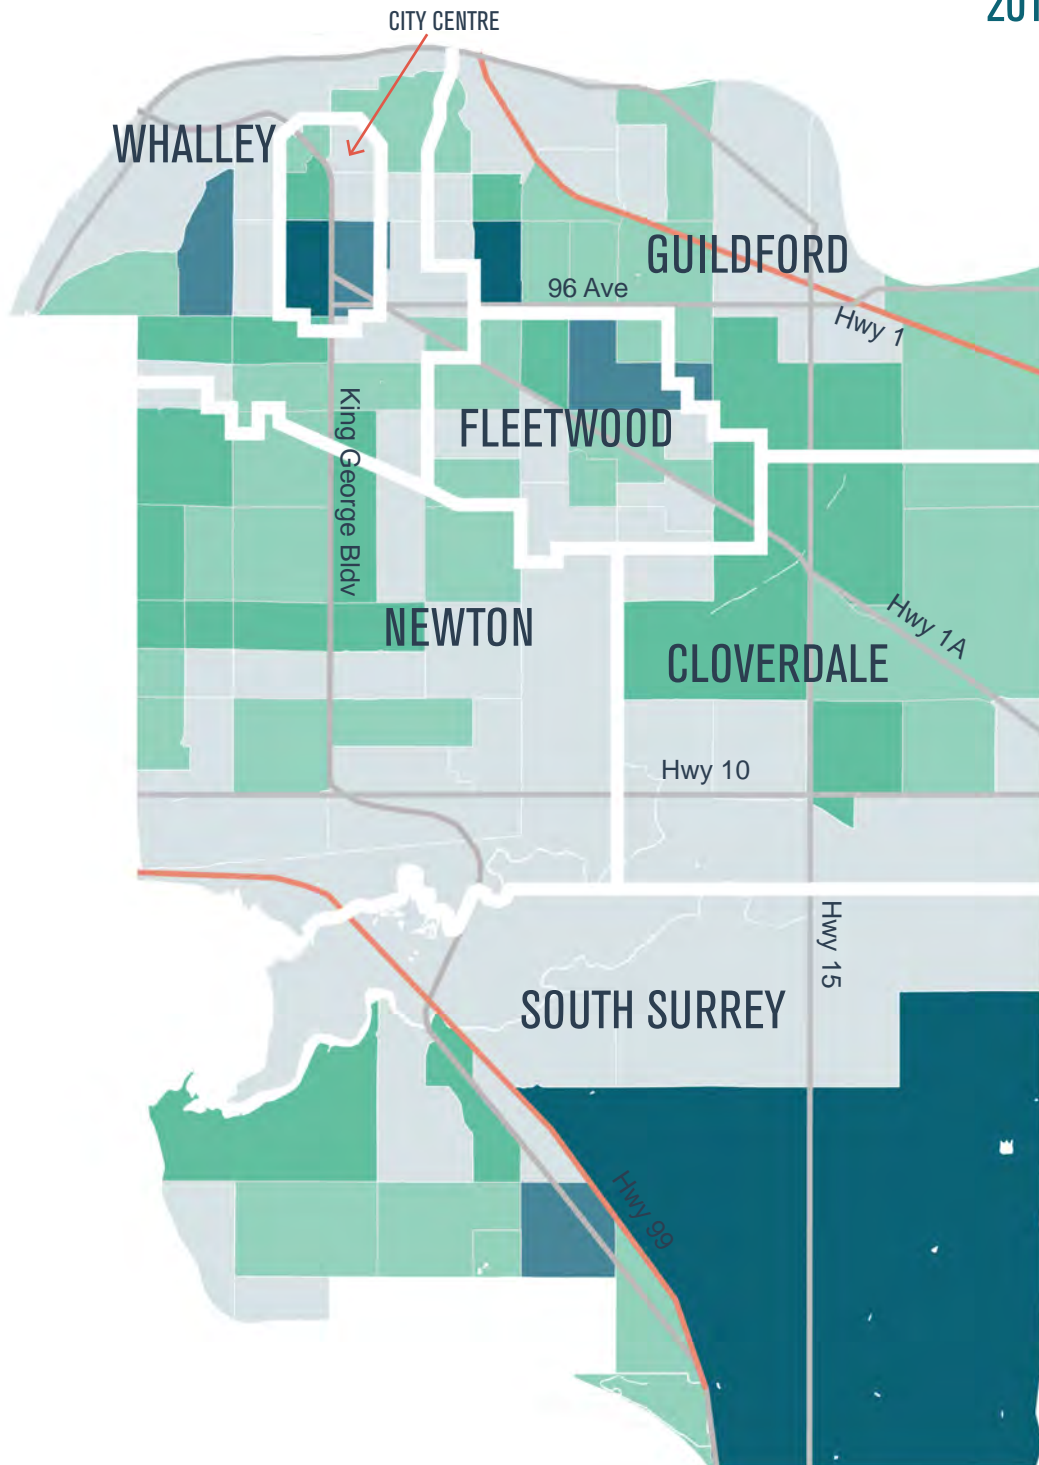 CITY CENTRE
WHALLEY
GUILDFORD
96 Ave
Hwy 1
King George Bldv
FLEETWOOD
NEWTON
Hwy 1A
CLOVERDALE
Hwy 10
Hwy 15
SOUTH SURREY
Hwy 99